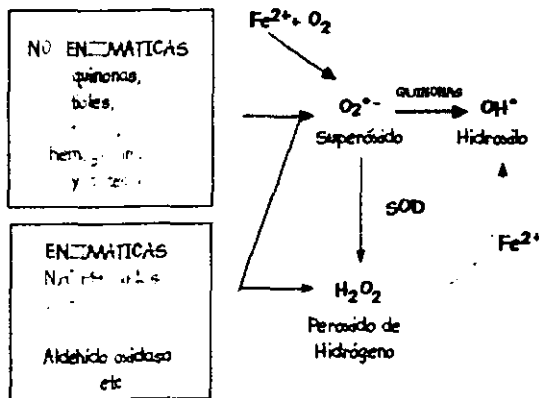 NO ENZIMATICAS
quinonas,
tioles,
y
ENZIMATICAS
Aldehido oxidasa
etc
Fe2+ + O2
O2•-
Superóxido
QUINONAS
OH•
Hidroxilo
SOD
Fe2+
H2O2
Peroxido de
Hidrógeno